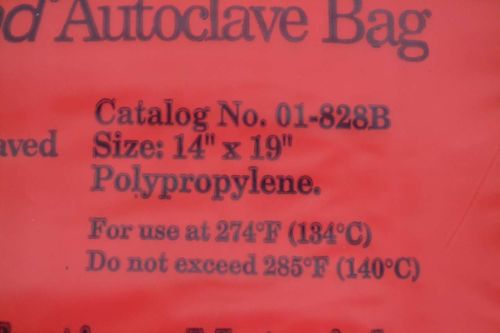 Autoclave Bag
Catalog No. 01-828B
aved Size: 14" x 19"
Polypropylene.
For use at 274°F (134°C)
Do not exceed 285°F (140°C)